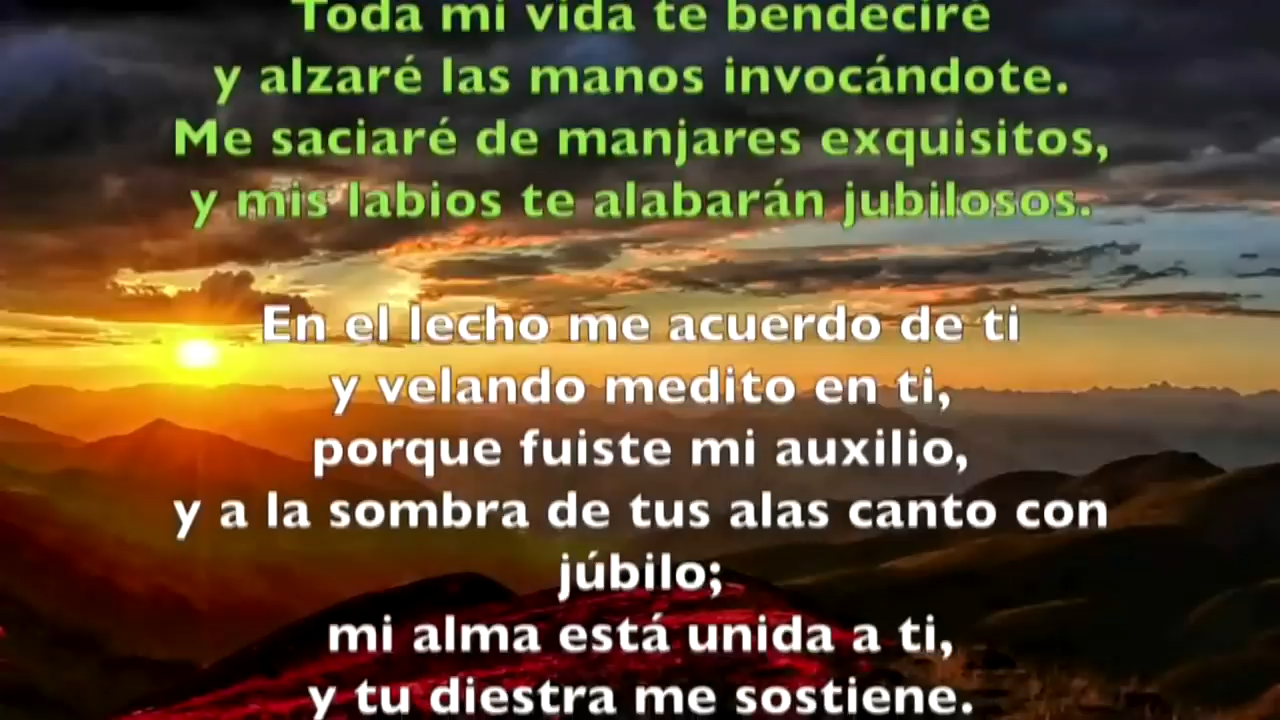 Toda mi vida te bendeciré
y alzaré las manos invocándote.
Me saciaré de manjares exquisitos,
y mis labios te alabarán jubilosos.
En el lecho me acuerdo de ti
y velando medito en ti,
porque fuiste mi auxilio,
y a la sombra de tus alas canto con
júbilo;
mi alma está unida a ti,
y tu diestra me sostiene.